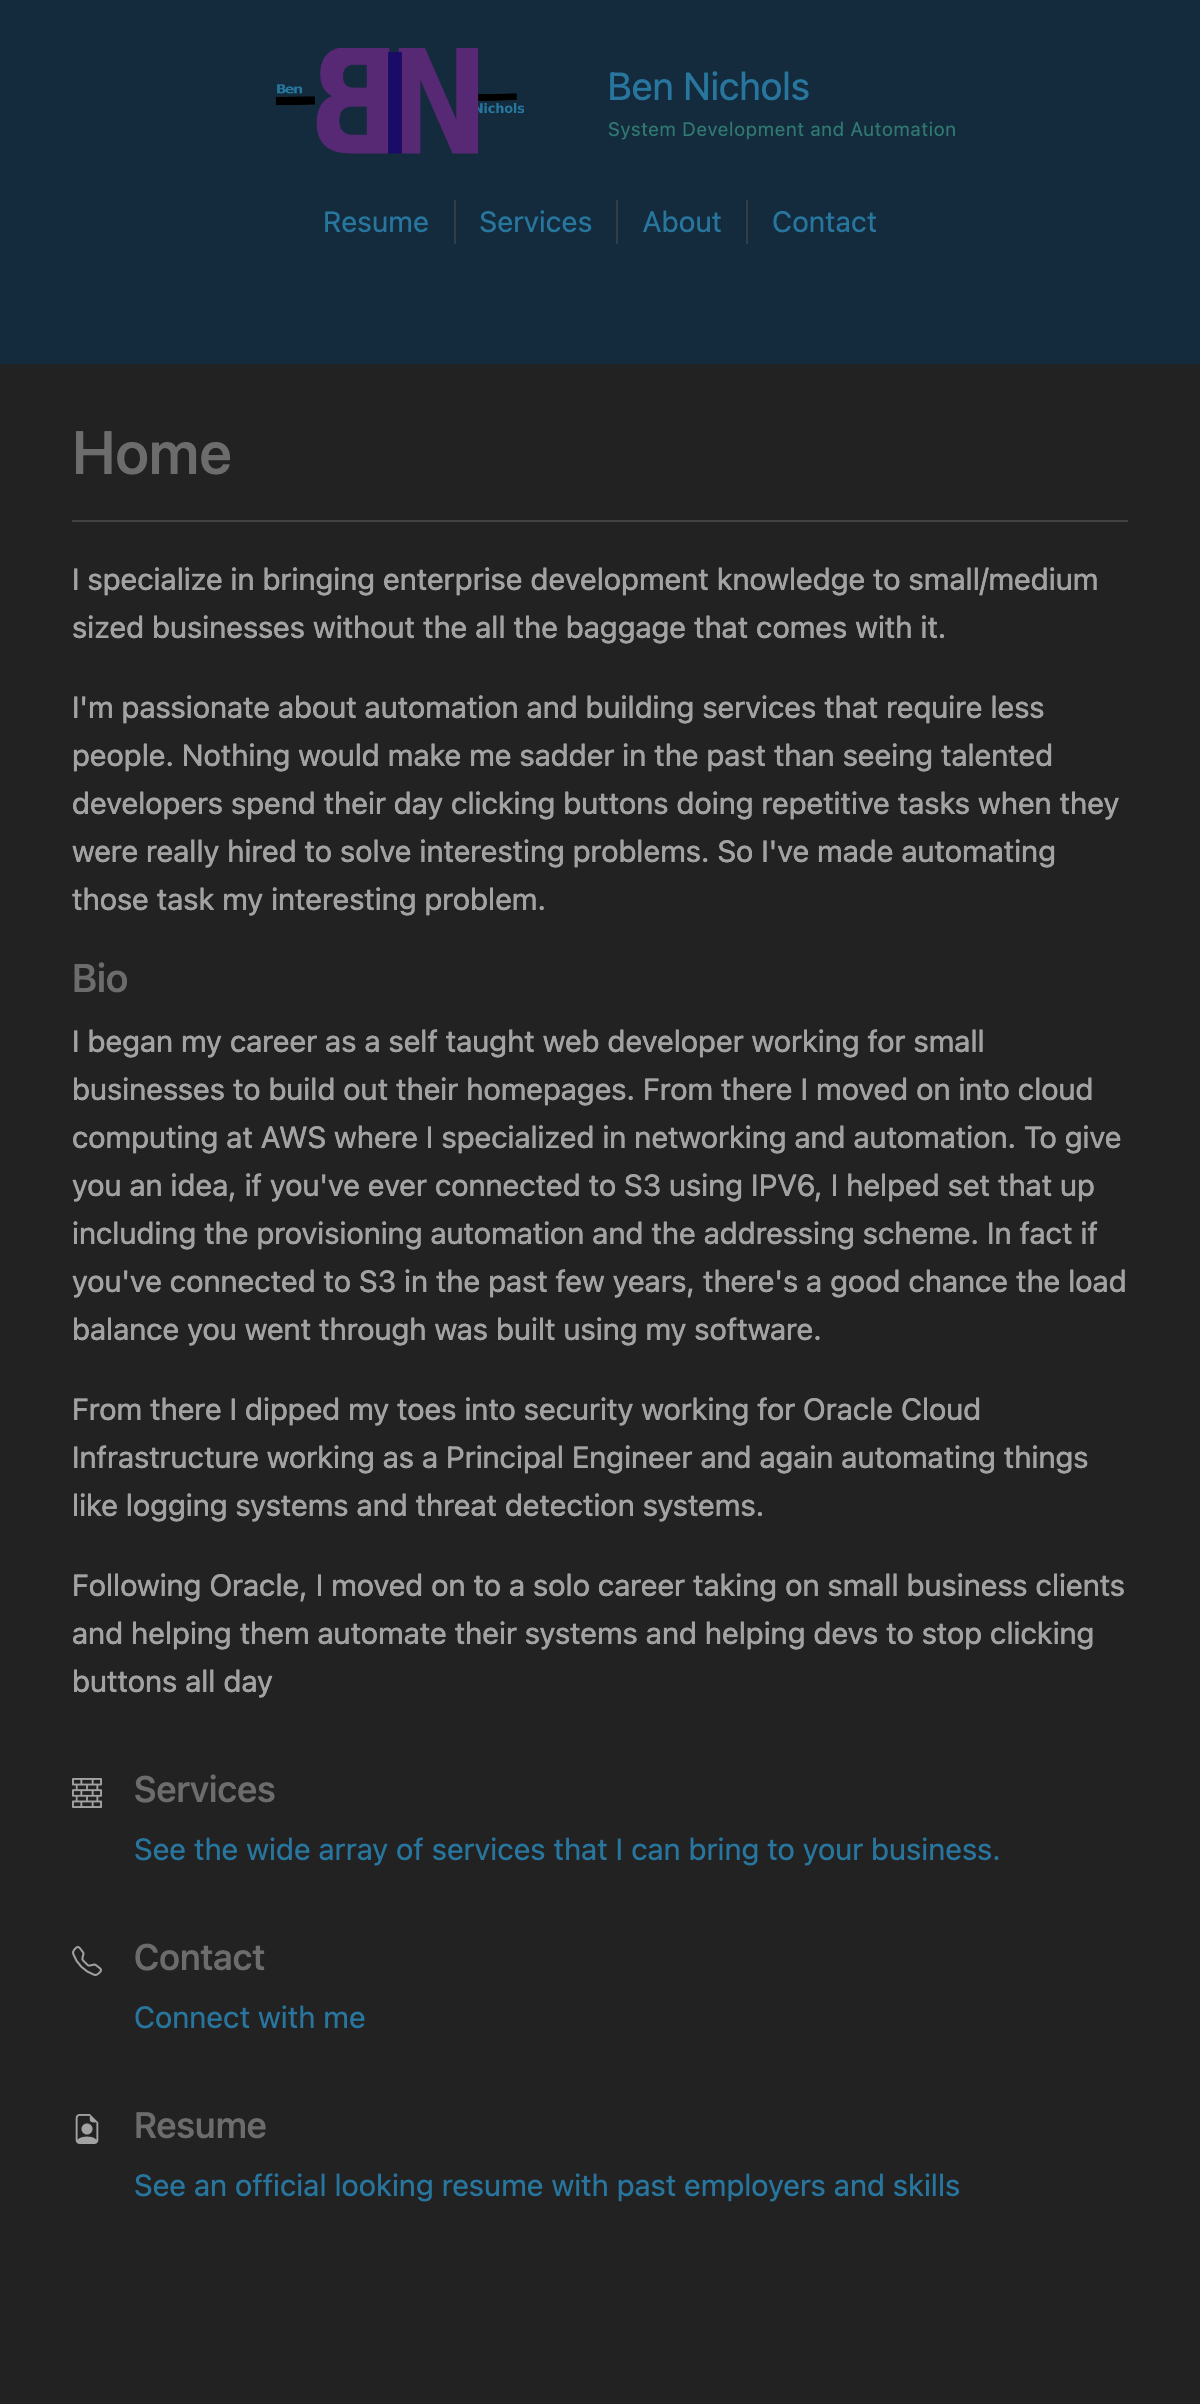 Ben
BN
Nichols
Ben Nichols
System Development and Automation
Resume
Services
About
Contact
Home
I specialize in bringing enterprise development knowledge to small/medium
sized businesses without the all the baggage that comes with it.
I'm passionate about automation and building services that require less
people. Nothing would make me sadder in the past than seeing talented
developers spend their day clicking buttons doing repetitive tasks when they
were really hired to solve interesting problems. So I've made automating
those task my interesting problem.
Bio
I began my career as a self taught web developer working for small
businesses to build out their homepages. From there I moved on into cloud
computing at AWS where I specialized in networking and automation. To give
you an idea, if you've ever connected to S3 using IPV6, I helped set that up
including the provisioning automation and the addressing scheme. In fact if
you've connected to S3 in the past few years, there's a good chance the load
balance you went through was built using my software.
From there I dipped my toes into security working for Oracle Cloud
Infrastructure working as a Principal Engineer and again automating things
like logging systems and threat detection systems.
Following Oracle, I moved on to a solo career taking on small business clients
and helping them automate their systems and helping devs to stop clicking
buttons all day
Services
See the wide array of services that I can bring to your business.
Contact
Connect with me
Resume
See an official looking resume with past employers and skills